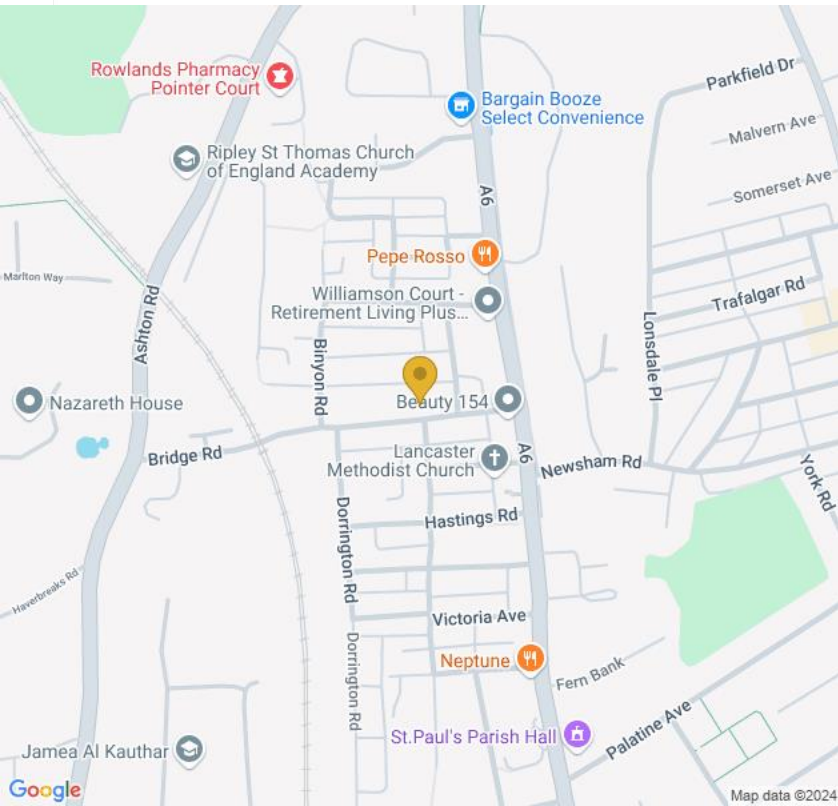 Rowlands Pharmacy
Pointer Court
Parkfield Dr
Bargain Booze
Select Convenience
Malvern Ave
Ripley St Thomas Church
of England Academy
Somerset Ave
A6
Pepe Rosso
Marlton Way
Williamson Court -
Retirement Living Plus...
Trafalgar Rd
Ashton Rd
Binyon Rd
Lonsdale Pl
Nazareth House
Beauty 154
A6
Bridge Rd
Lancaster
Methodist Church
Newsham Rd
York Rd
Hastings Rd
Dorrington Rd
Haverbreaks Rd
Victoria Ave
Neptune
Dorrington Rd
Fern Bank
St.Paul's Parish Hall
Palatine Ave
Jamea Al Kauthar
Google
Map data ©2024